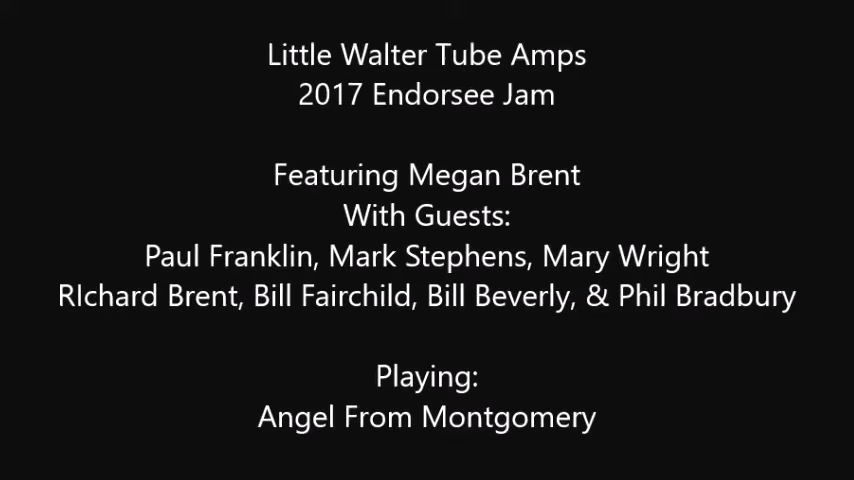 Little Walter Tube Amps
2017 Endorsee Jam
Featuring Megan Brent
With Guests:
Paul Franklin, Mark Stephens, Mary Wright
RIchard Brent, Bill Fairchild, Bill Beverly, & Phil Bradbury
Playing:
Angel From Montgomery